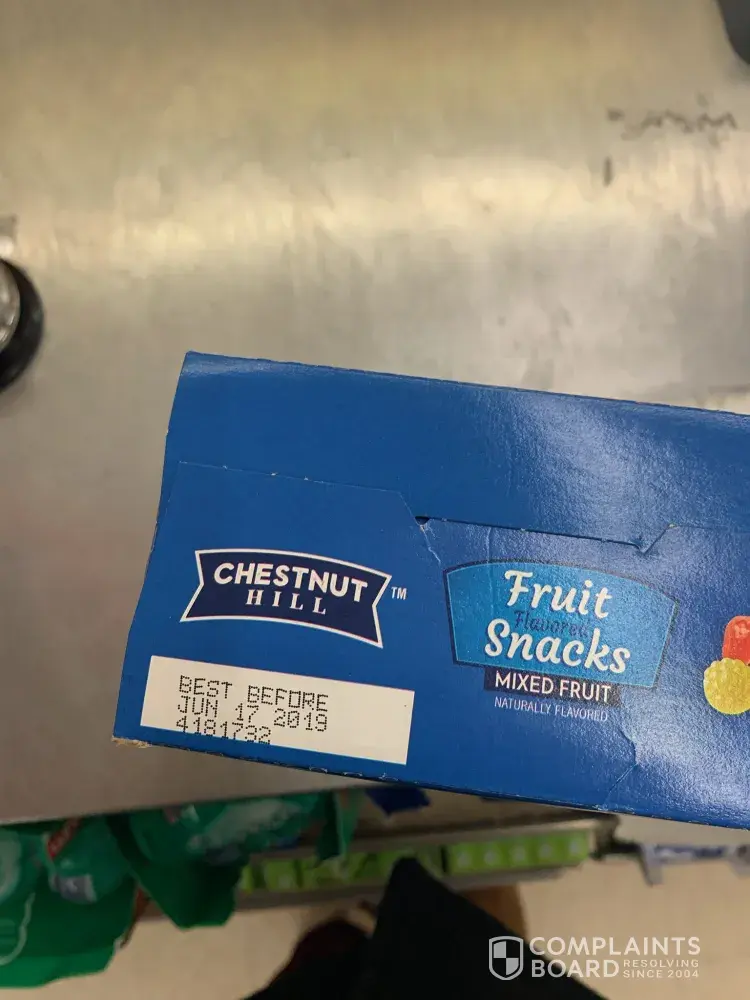 CHESTNUT
HILL
TM
Fruit
Flavored
Snacks
MIXED FRUIT
NATURALLY FLAVORED
BEST BEFORE
JUN 17 2019
4181732
COMPLAINTS
BOARD RESOLVING
SINCE 2004